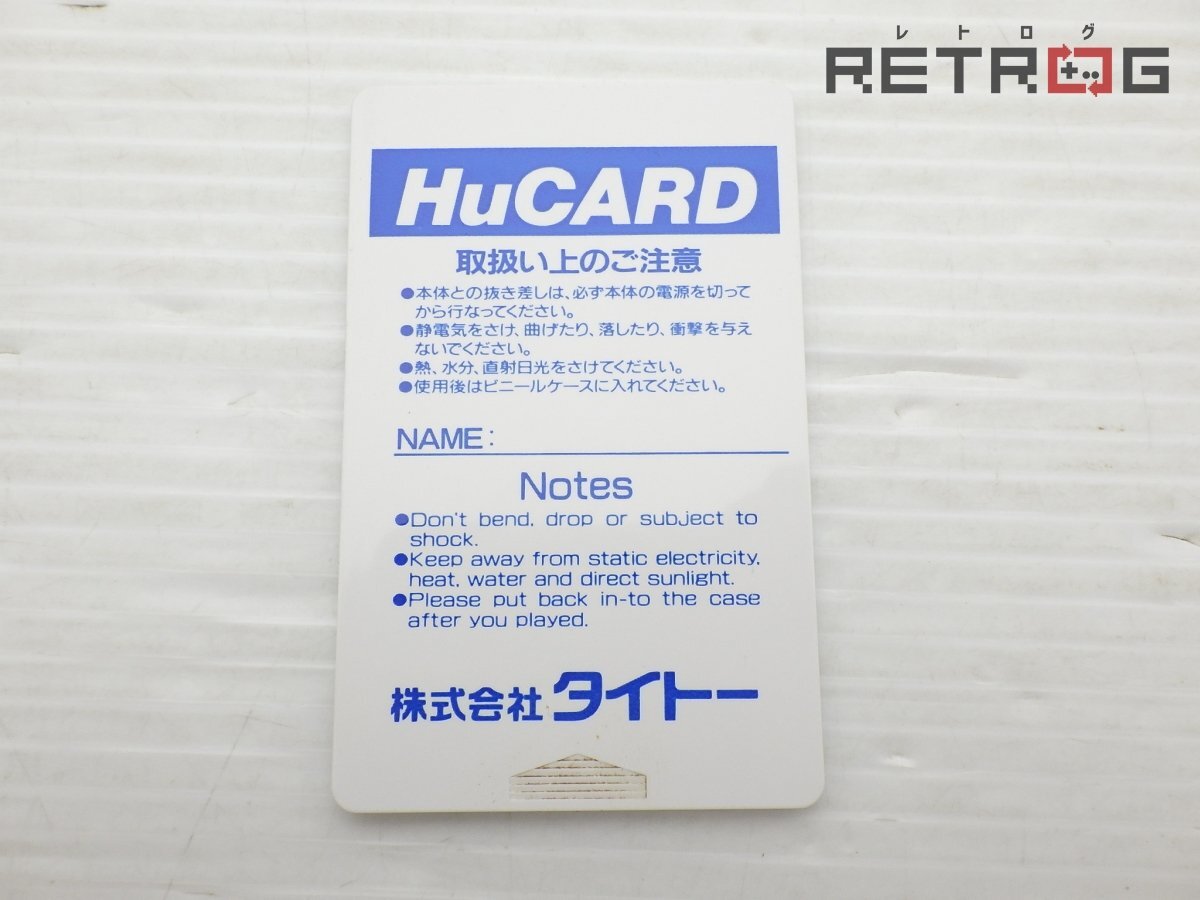 レトログ
RETROG
HuCARD
取扱い上のご注意
●本体との抜き差しは、必ず本体の電源を切って
から行なってください。
●静電気をさけ、曲げたり、落したり、衝撃を与え
ないでください。
●熱、水分、直射日光をさけてください。
●使用後はビニールケースに入れてください。
NAME:
Notes
●Don't bend, drop or subject to
shock.
●Keep away from static electricity,
heat, water and direct sunlight.
●Please put back in-to the case
after you played.
株式会社タイトー